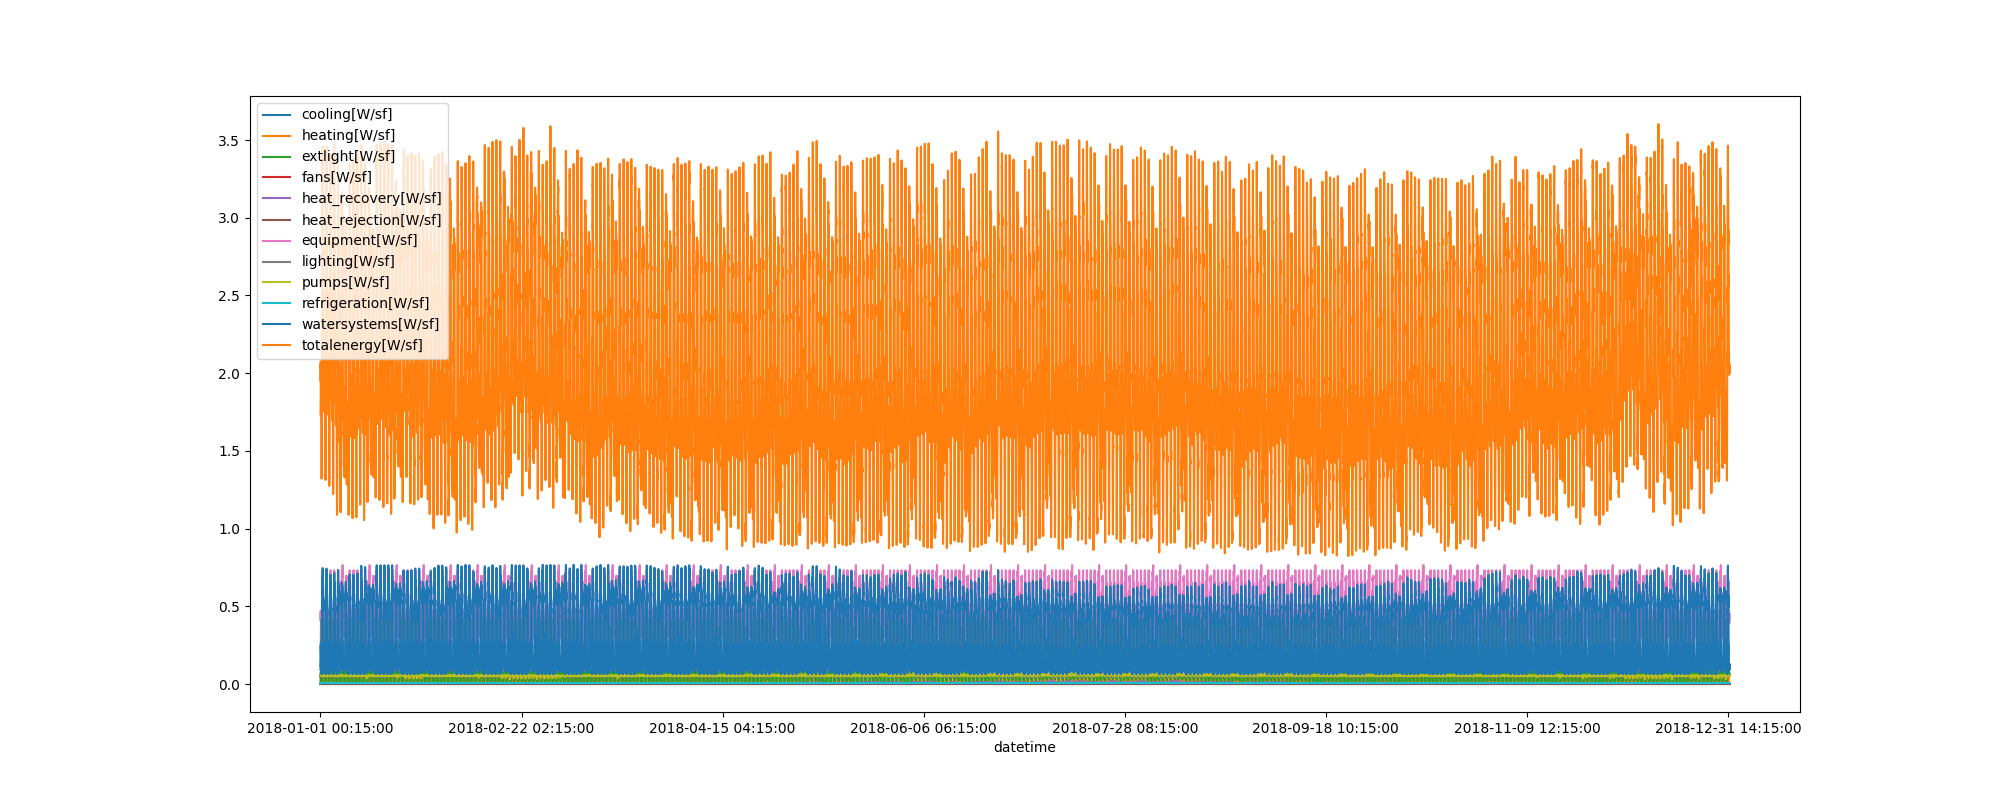 cooling[W/sf]
heating[W/sf]
extlight[W/sf]
fans[W/sf]
heat_recovery[W/sf]
heat_rejection[W/sf]
equipment[W/sf]
lighting[W/sf]
pumps[W/sf]
refrigeration[W/sf]
watersystems[W/sf]
totalenergy[W/sf]
3.5
3.0
2.5
2.0
1.5
1.0
0.5
0.0
2018-01-01 00:15:00 2018-02-22 02:15:00 2018-04-15 04:15:00 2018-06-06 06:15:00 2018-07-28 08:15:00 2018-09-18 10:15:00 2018-11-09 12:15:00 2018-12-31 14:15:00
datetime